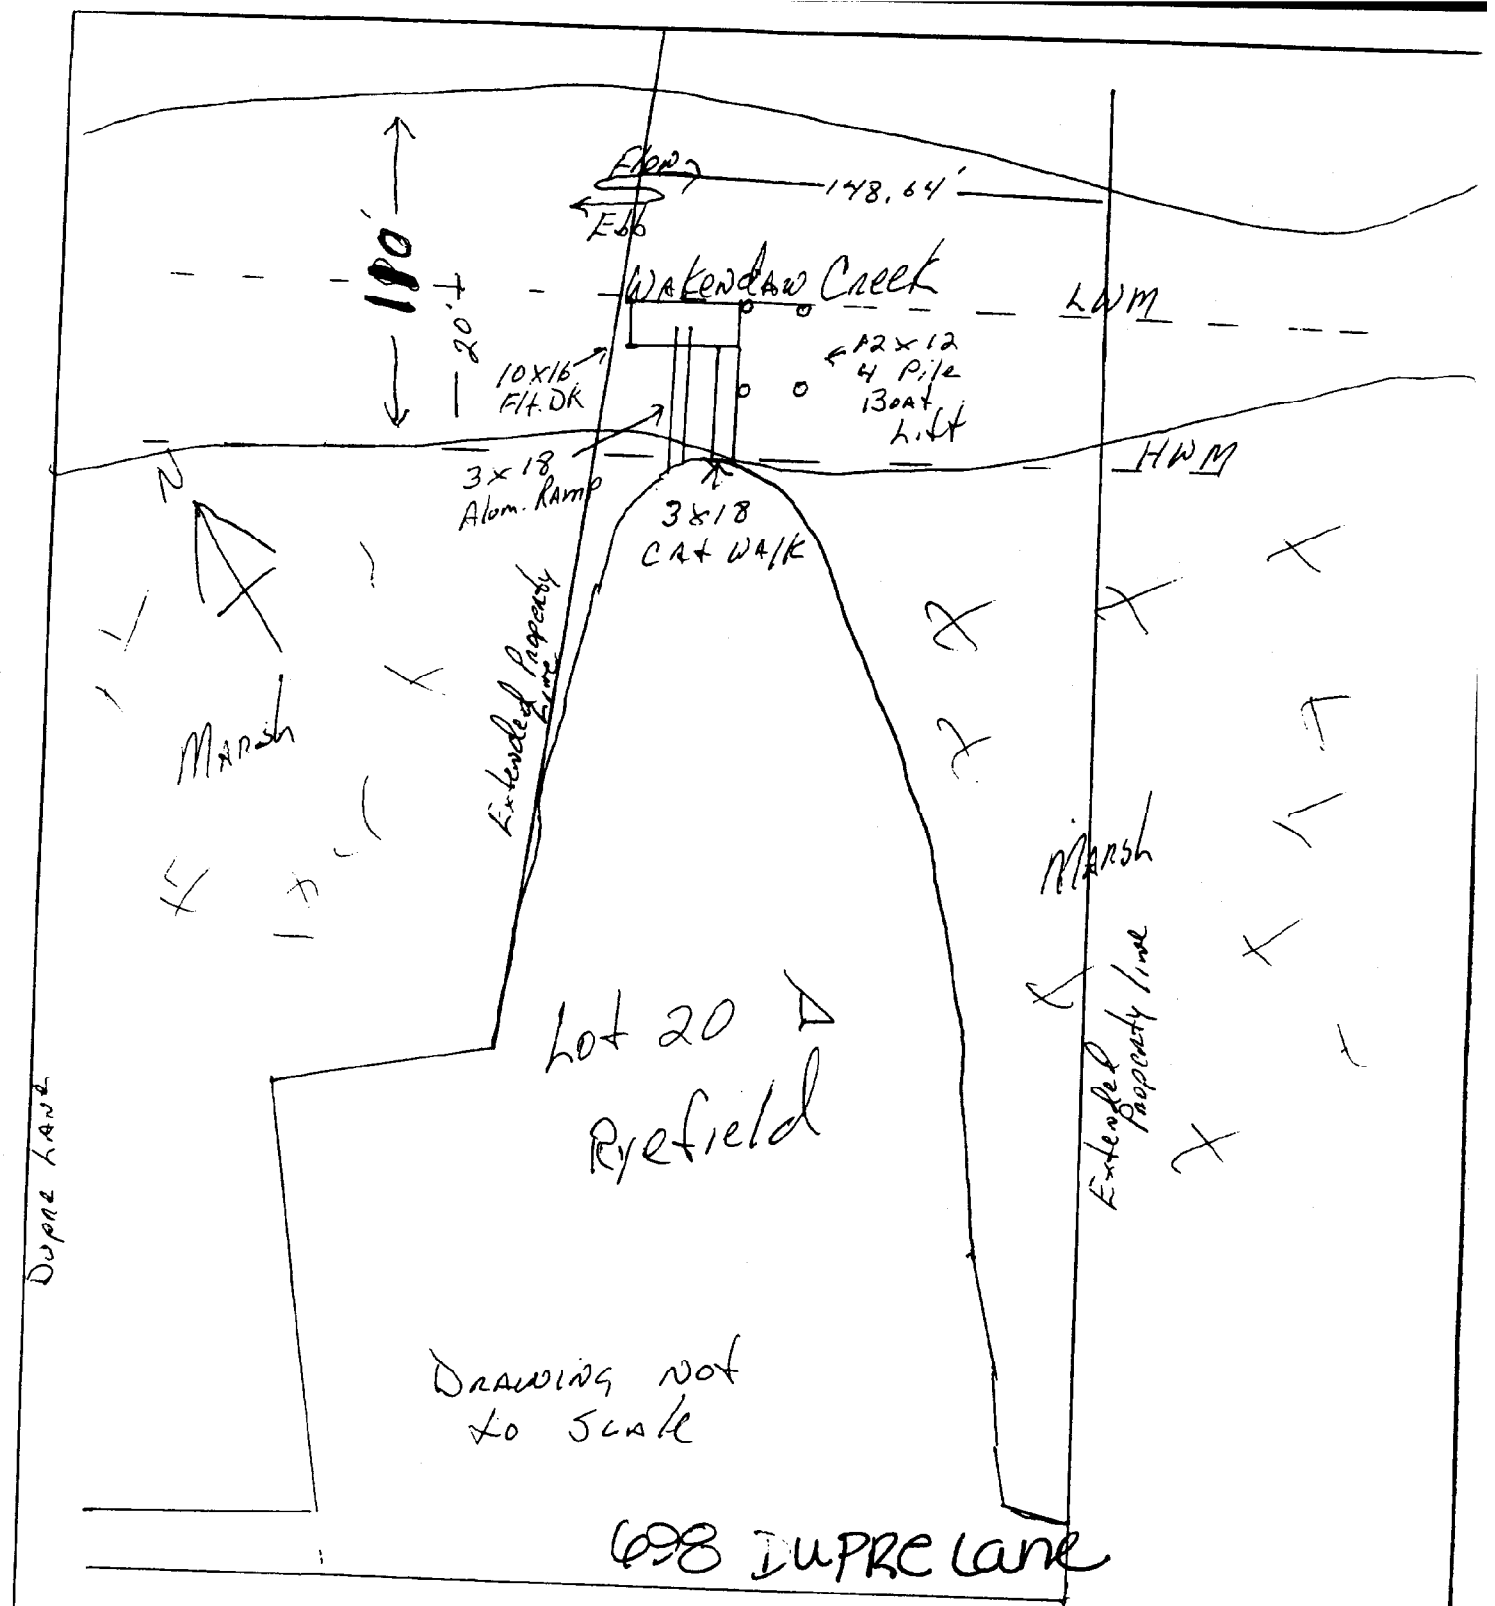 Flow
148.64'
Ebb
110'
20'±
Wakendaw Creek
LWM
10x16
Flt. DK
12x12
4 Pile
Boat
Lift
HWM
3x18
Alum. Ramp
3x18
Cat Walk
N
Extended Property
Line
Marsh
Marsh
Extended
Property line
Lot 20 D
Ryefield
Dupre Lane
Drawing Not
to Scale
698 Dupre Lane